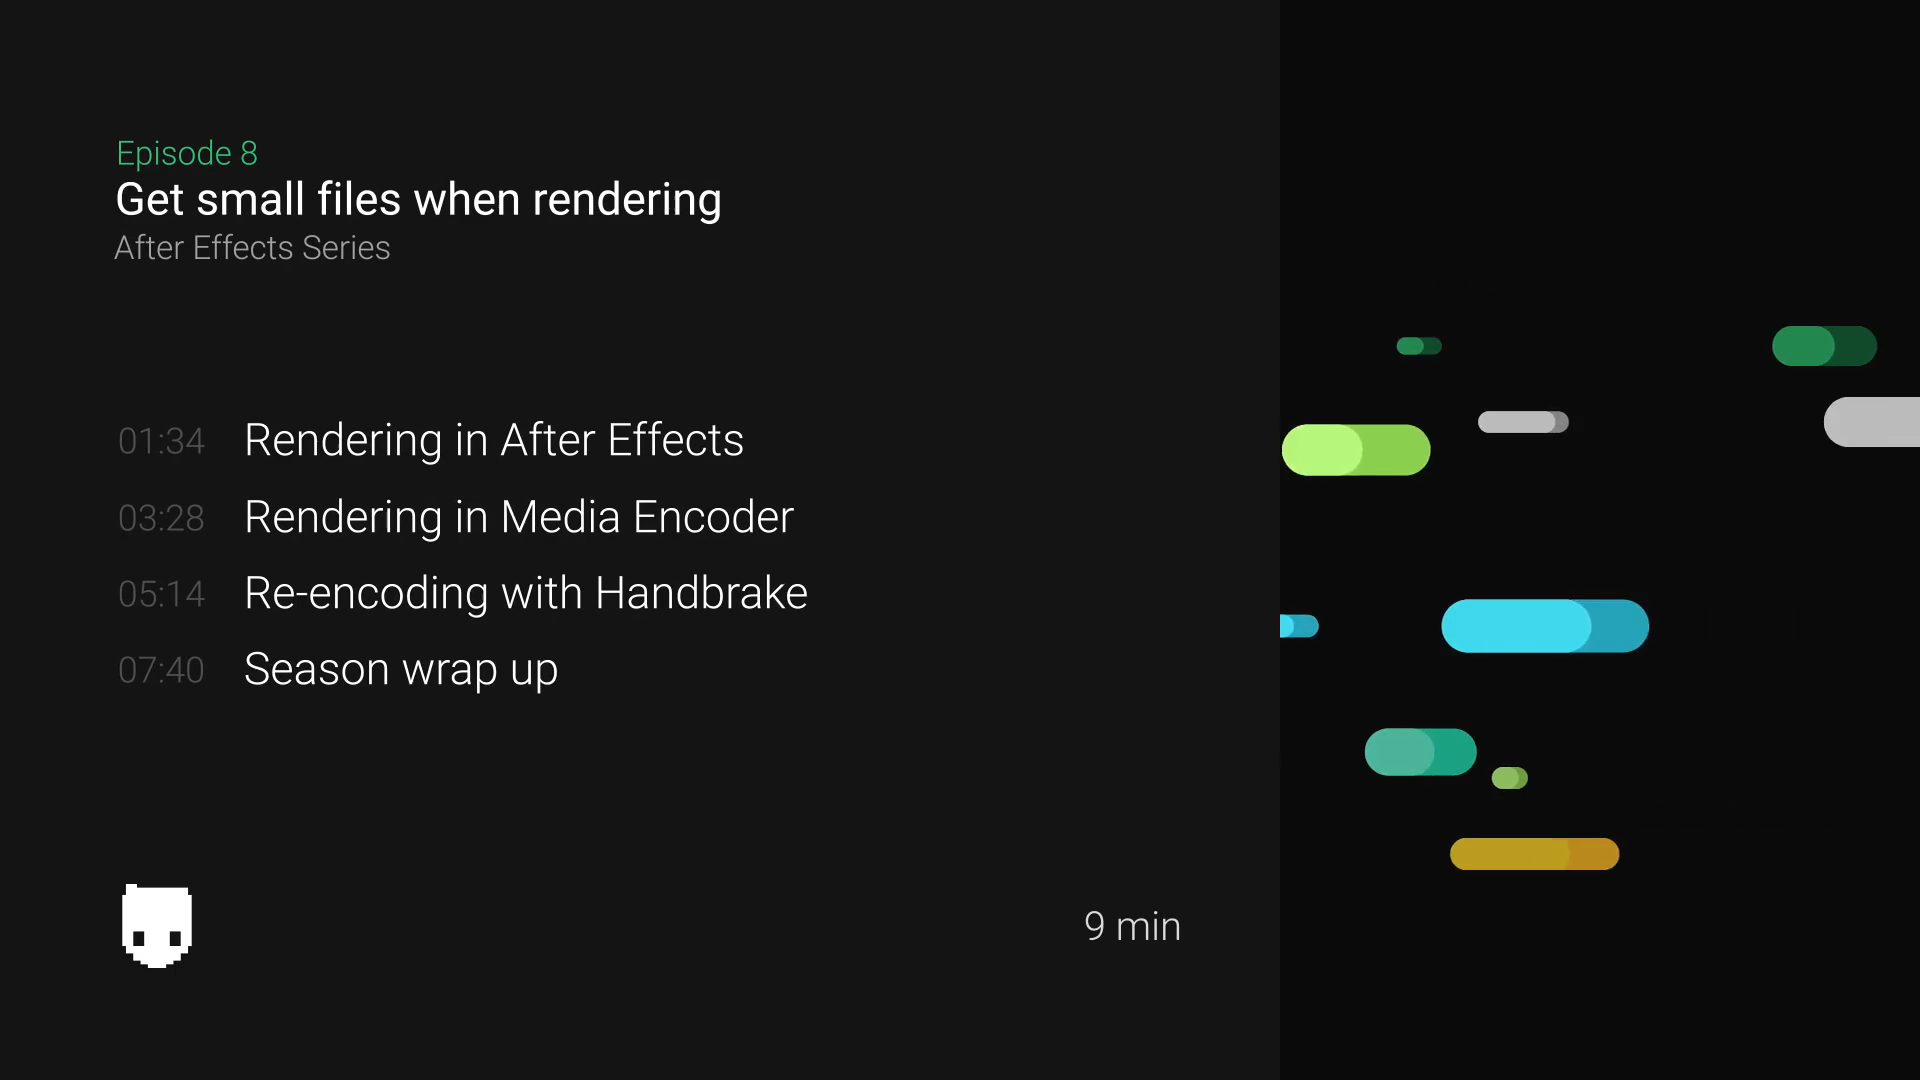 Episode 8
Get small files when rendering
After Effects Series
01:34 Rendering in After Effects
03:28 Rendering in Media Encoder
05:14 Re-encoding with Handbrake
07:40 Season wrap up
9 min